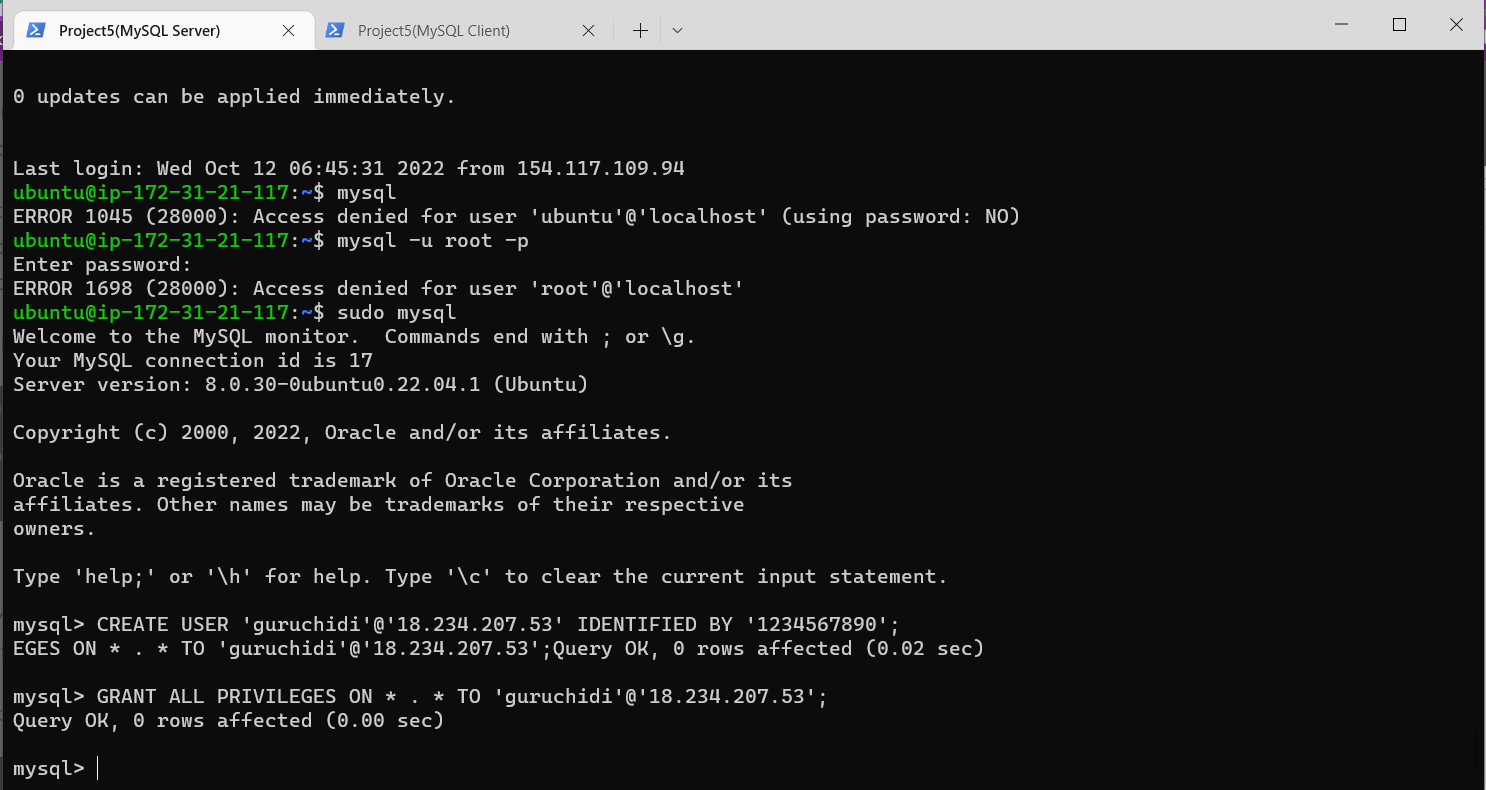 Project5(MySQL Server)
Project5(MySQL Client)
0 updates can be applied immediately.
Last login: Wed Oct 12 06:45:31 2022 from 154.117.109.94
ubuntu@ip-172-31-21-117:~$ mysql
ERROR 1045 (28000): Access denied for user 'ubuntu'@'localhost' (using password: NO)
ubuntu@ip-172-31-21-117:~$ mysql -u root -p
Enter password:
ERROR 1698 (28000): Access denied for user 'root'@'localhost'
ubuntu@ip-172-31-21-117:~$ sudo mysql
Welcome to the MySQL monitor.  Commands end with ; or \g.
Your MySQL connection id is 17
Server version: 8.0.30-0ubuntu0.22.04.1 (Ubuntu)
Copyright (c) 2000, 2022, Oracle and/or its affiliates.
Oracle is a registered trademark of Oracle Corporation and/or its
affiliates. Other names may be trademarks of their respective
owners.
Type 'help;' or '\h' for help. Type '\c' to clear the current input statement.
mysql> CREATE USER 'guruchidi'@'18.234.207.53' IDENTIFIED BY '1234567890';
EGES ON * . * TO 'guruchidi'@'18.234.207.53';Query OK, 0 rows affected (0.02 sec)
mysql> GRANT ALL PRIVILEGES ON * . * TO 'guruchidi'@'18.234.207.53';
Query OK, 0 rows affected (0.00 sec)
mysql>